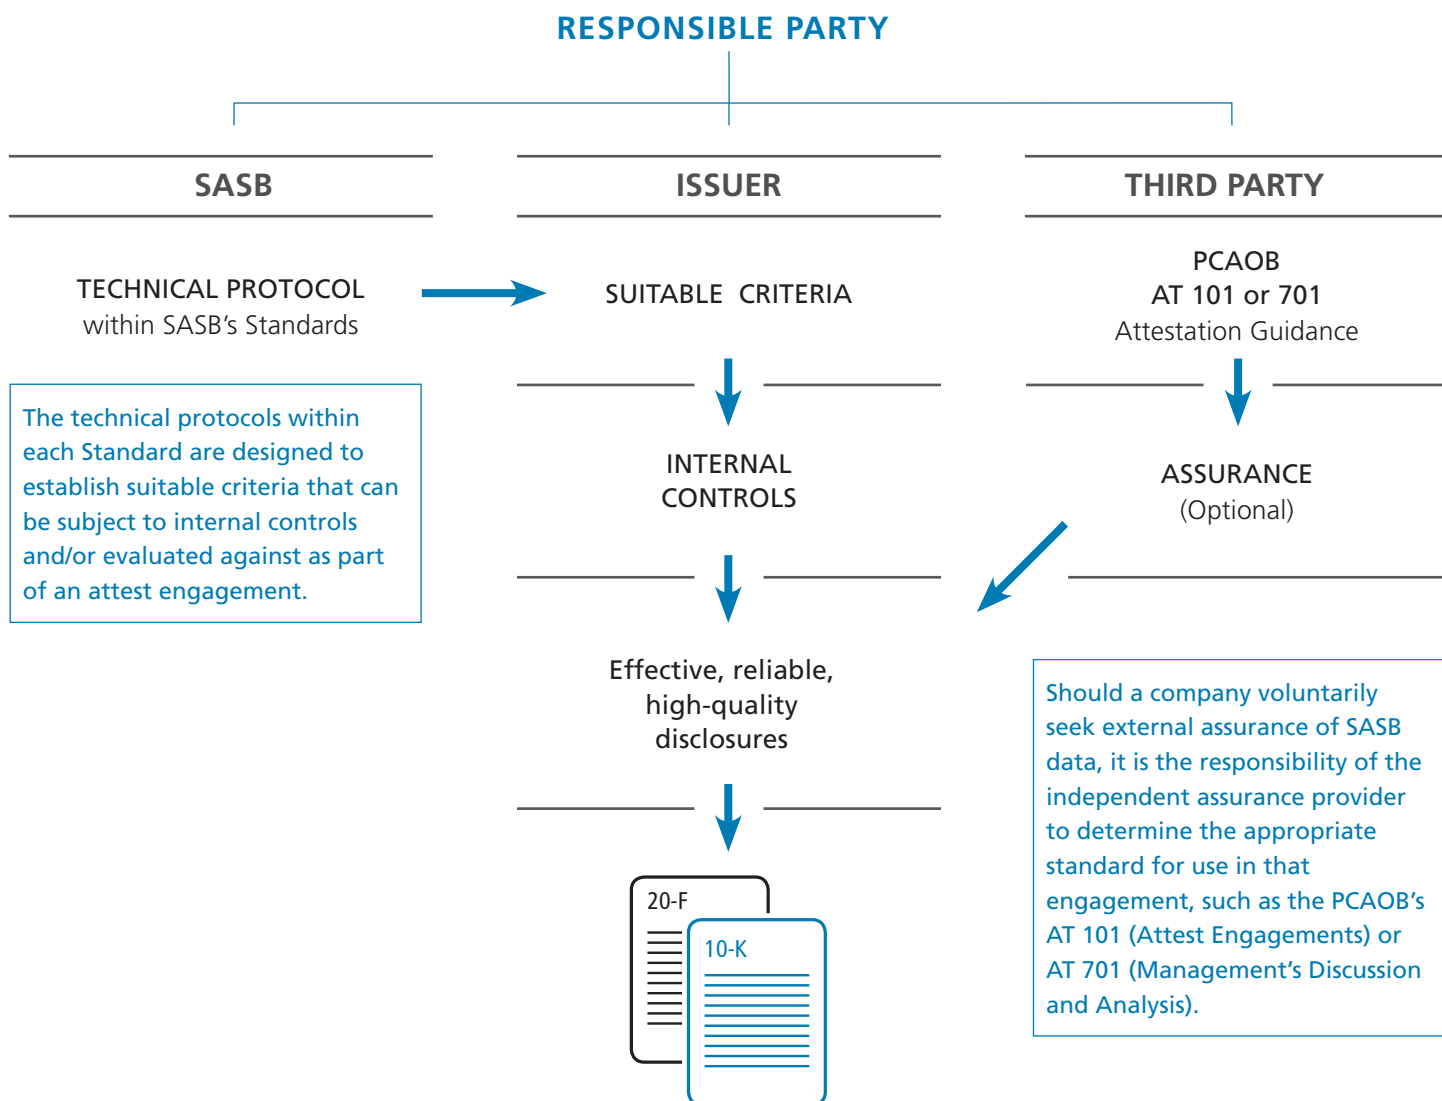 RESPONSIBLE PARTY
SASB
TECHNICAL PROTOCOL
within SASB's Standards
The technical protocols within
each Standard are designed to
establish suitable criteria that can
be subject to internal controls
and/or evaluated against as part
of an attest engagement.
ISSUER
SUITABLE CRITERIA
INTERNAL
CONTROLS
Effective, reliable,
high-quality
disclosures
20-F
10-K
THIRD PARTY
PCAOB
AT 101 or 701
Attestation Guidance
ASSURANCE
(Optional)
Should a company voluntarily
seek external assurance of SASB
data, it is the responsibility of the
independent assurance provider
to determine the appropriate
standard for use in that
engagement, such as the PCAOB's
AT 101 (Attest Engagements) or
AT 701 (Management's Discussion
and Analysis).